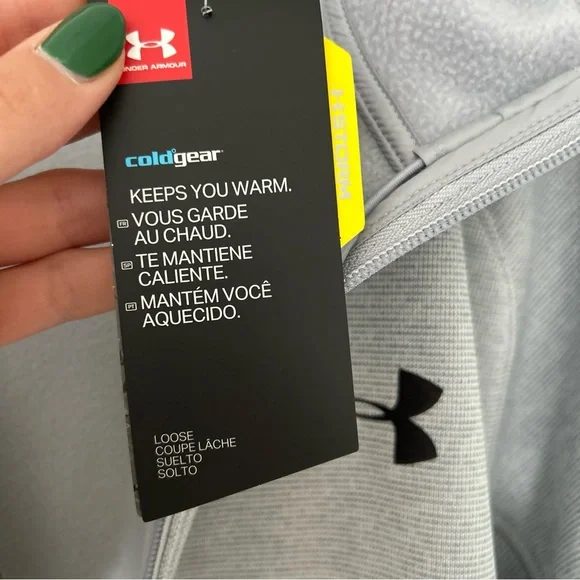 UNDER ARMOUR
STORM
coldgear
KEEPS YOU WARM.
FR VOUS GARDE
AU CHAUD.
SP TE MANTIENE
CALIENTE.
PT MANTÉM VOCÊ
AQUECIDO.
LOOSE
COUPE LÂCHE
SUELTO
SOLTO